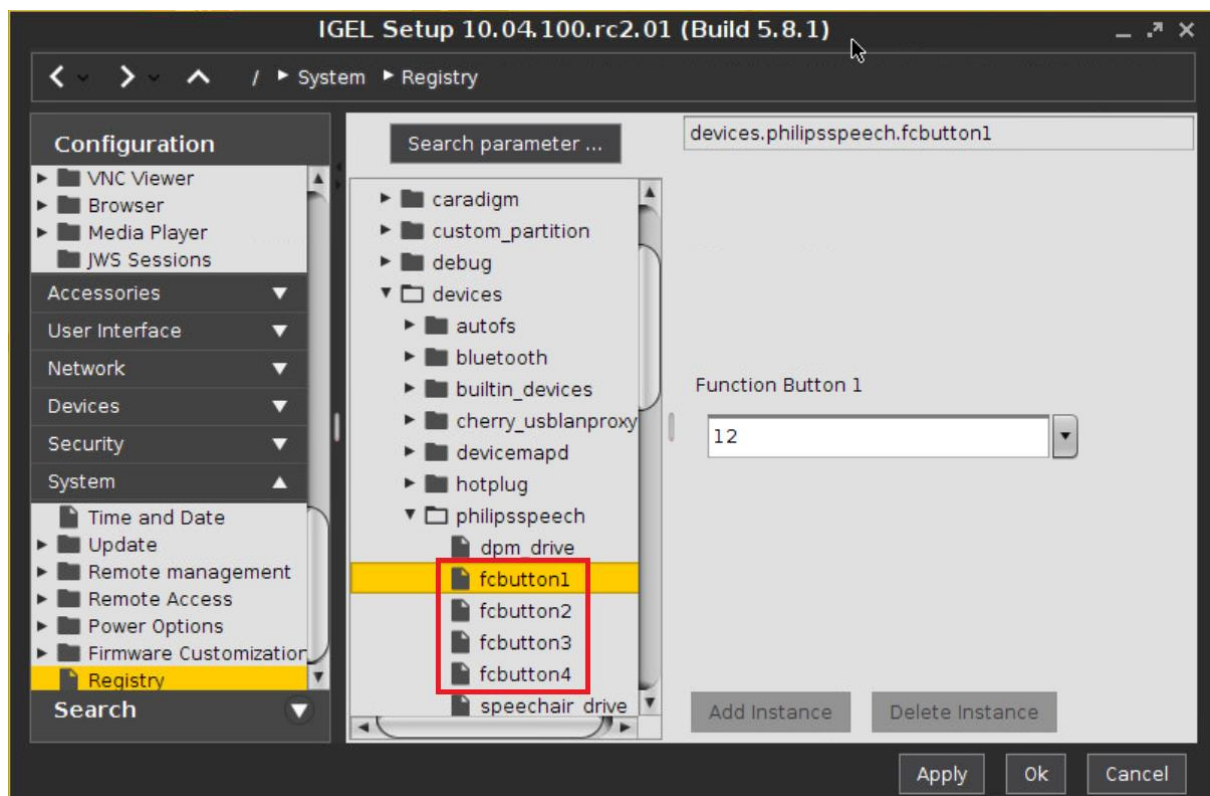 IGEL Setup 10.04.100.rc2.01 (Build 5.8.1)
/ System Registry
Configuration
VNC Viewer
Browser
Media Player
JWS Sessions
Accessories
User Interface
Network
Devices
Security
System
Time and Date
Update
Remote management
Remote Access
Power Options
Firmware Customization
Registry
Search
Search parameter ...
caradigm
custom_partition
debug
devices
autofs
bluetooth
builtin_devices
cherry_usblanproxy
devicemapd
hotplug
philipsspeech
dpm_drive
fcbutton1
fcbutton2
fcbutton3
fcbutton4
speechair_drive
devices.philipsspeech.fcbutton1
Function Button 1
12
Add Instance Delete Instance
Apply Ok Cancel